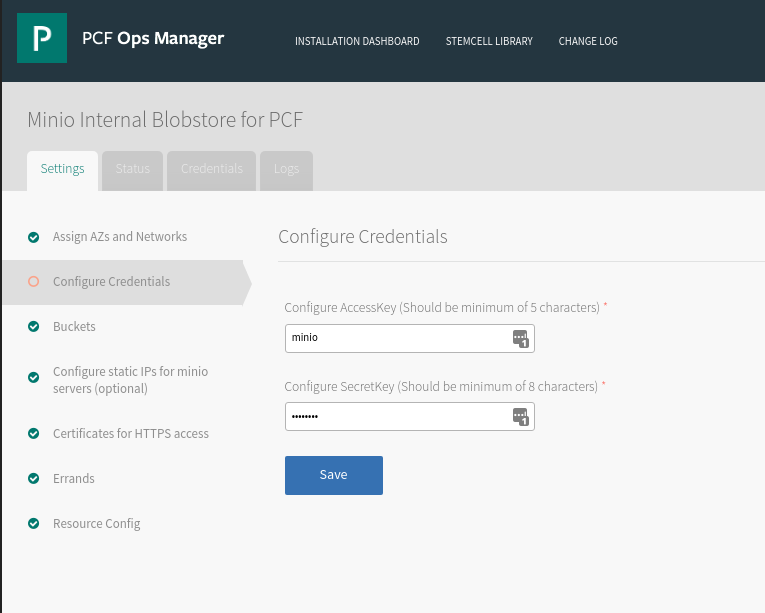 P PCF Ops Manager INSTALLATION DASHBOARD STEMCELL LIBRARY CHANGE LOG
Minio Internal Blobstore for PCF
Settings Status Credentials Logs
Assign AZs and Networks
Configure Credentials
Buckets
Configure static IPs for minio
servers (optional)
Certificates for HTTPS access
Errands
Resource Config
Configure Credentials
Configure AccessKey (Should be minimum of 5 characters) *
minio
1
Configure SecretKey (Should be minimum of 8 characters) *
••••••••
1
Save